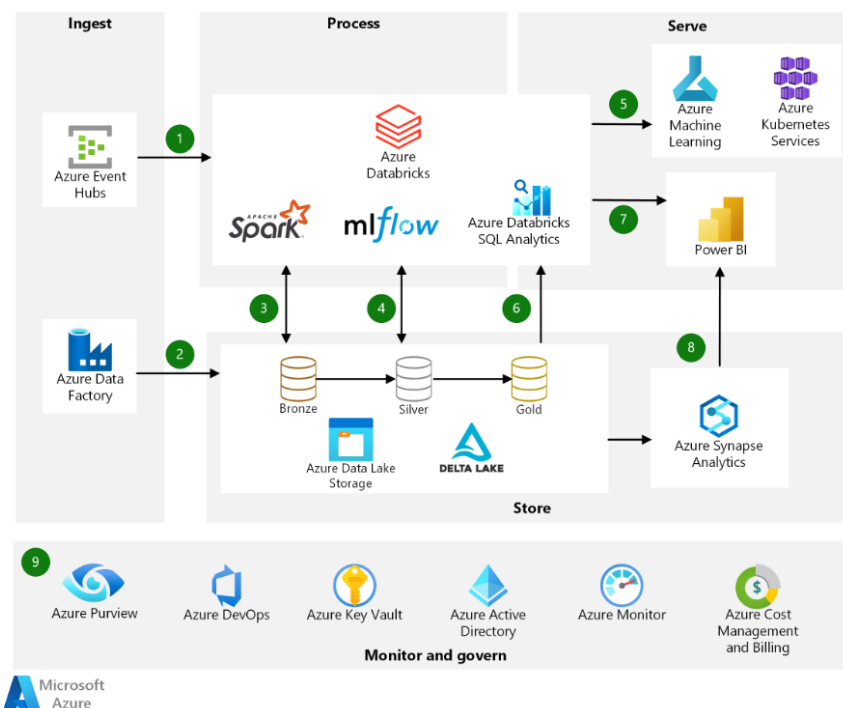 Ingest
Process
Serve
1
Azure Event
Hubs
Azure
Databricks
APACHE
Spark
mlflow
Azure Databricks
SQL Analytics
5
Azure
Machine
Learning
Azure
Kubernetes
Services
7
Power BI
3
4
6
2
Azure Data
Factory
8
Bronze
Silver
Gold
Azure Data Lake
Storage
DELTA LAKE
Azure Synapse
Analytics
Store
9
Azure Purview
Azure DevOps
Azure Key Vault
Azure Active
Directory
Azure Monitor
$
Azure Cost
Management
and Billing
Monitor and govern
Microsoft
Azure